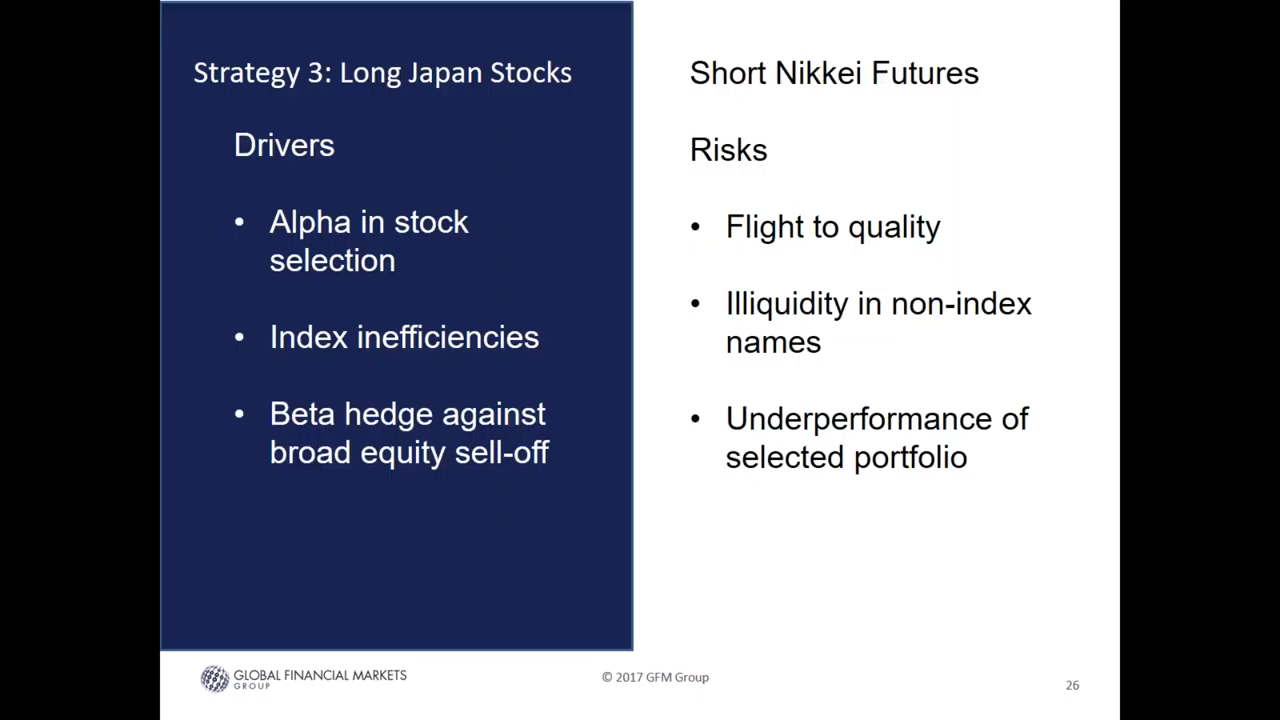 Strategy 3: Long Japan Stocks
Drivers
• Alpha in stock
selection
• Index inefficiencies
• Beta hedge against
broad equity sell-off
Short Nikkei Futures
Risks
• Flight to quality
• Illiquidity in non-index
names
• Underperformance of
selected portfolio
GLOBAL FINANCIAL MARKETS
GROUP
© 2017 GFM Group
26